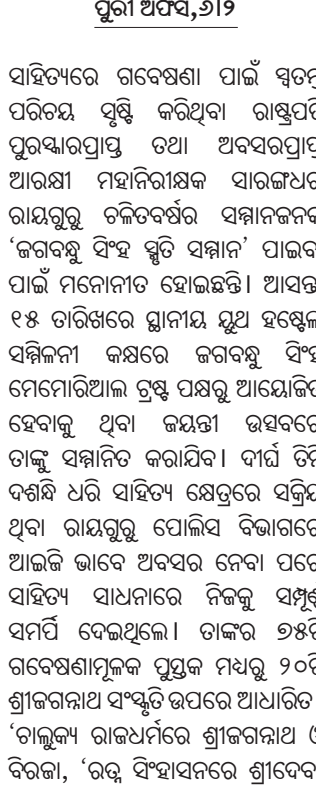 ପୁରୀ ଅଫିସ,୬।୨
ସାହିତ୍ୟରେ ଗବେଷଣା ପାଇଁ ସ୍ୱତନ୍ତ୍ର
ପରିଚୟ ସୃଷ୍ଟି କରିଥିବା ରାଷ୍ଟ୍ରପତି
ପୁରସ୍କାରପ୍ରାପ୍ତ ତଥା ଅବସରପ୍ରାପ୍ତ
ଆରକ୍ଷୀ ମହାନିରୀକ୍ଷକ ସାରଙ୍ଗଧର
ରାୟଗୁରୁ ଚଳିତବର୍ଷର ସମ୍ମାନଜନକ
‘ଜଗବନ୍ଧୁ ସିଂହ ସ୍ମୃତି ସମ୍ମାନ’ ପାଇବା
ପାଇଁ ମନୋନୀତ ହୋଇଛନ୍ତି। ଆସନ୍ତା
୧୫ ତାରିଖରେ ସ୍ଥାନୀୟ ୟୁଥ ହଷ୍ଟେଲ
ସମ୍ମିଳନୀ କକ୍ଷରେ ଜଗବନ୍ଧୁ ସିଂହ
ମେମୋରିଆଲ ଟ୍ରଷ୍ଟ ପକ୍ଷରୁ ଆୟୋଜିତ
ହେବାକୁ ଥିବା ଜୟନ୍ତୀ ଉତ୍ସବରେ
ତାଙ୍କୁ ସମ୍ମାନିତ କରାଯିବ। ଦୀର୍ଘ ତିନି
ଦଶନ୍ଧି ଧରି ସାହିତ୍ୟ କ୍ଷେତ୍ରରେ ସକ୍ରିୟ
ଥିବା ରାୟଗୁରୁ ପୋଲିସ ବିଭାଗରେ
ଆଇଜି ଭାବେ ଅବସର ନେବା ପରେ
ସାହିତ୍ୟ ସାଧନାରେ ନିଜକୁ ସମ୍ପୂର୍ଣ୍ଣ
ସମର୍ପି ଦେଇଥିଲେ। ତାଙ୍କର ୭୫ଟି
ଗବେଷଣାମୂଳକ ପୁସ୍ତକ ମଧ୍ୟରୁ ୨୦ଟି
ଶ୍ରୀଜଗନ୍ନାଥ ସଂସ୍କୃତି ଉପରେ ଆଧାରିତ
‘ଚାଲୁକ୍ୟ ରାଜଧର୍ମରେ ଶ୍ରୀଜଗନ୍ନାଥ ଓ
ବିରଜା, ‘ରତ୍ନ ସିଂହାସନରେ ଶ୍ରୀଦେବୀ